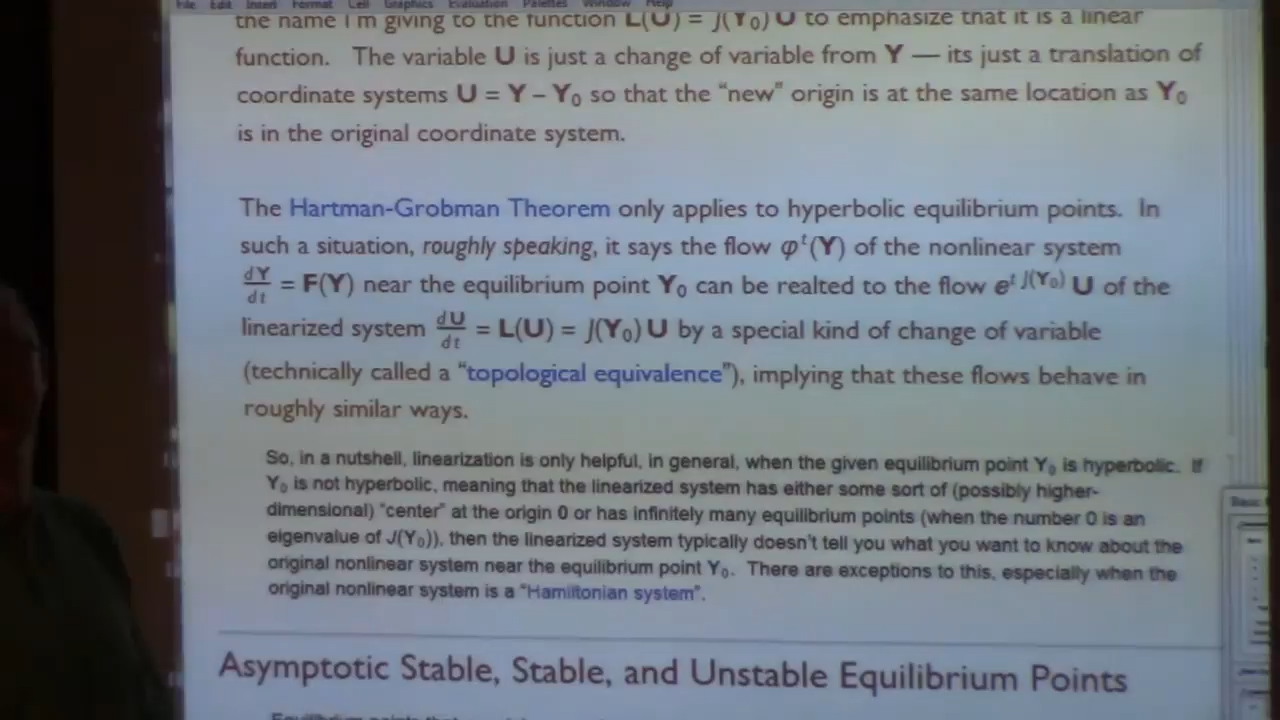 File Edit Insert Format Cell Graphics Evaluation Palettes Window Help
the name I'm giving to the function L(U) = J(Y₀) U to emphasize that it is a linear
function. The variable U is just a change of variable from Y — its just a translation of
coordinate systems U = Y – Y₀ so that the “new” origin is at the same location as Y₀
is in the original coordinate system.
The Hartman-Grobman Theorem only applies to hyperbolic equilibrium points. In
such a situation, roughly speaking, it says the flow φᵗ(Y) of the nonlinear system
dY/dt = F(Y) near the equilibrium point Y₀ can be realted to the flow e^{t J(Y₀)} U of the
linearized system dU/dt = L(U) = J(Y₀) U by a special kind of change of variable
(technically called a “topological equivalence”), implying that these flows behave in
roughly similar ways.
So, in a nutshell, linearization is only helpful, in general, when the given equilibrium point Y₀ is hyperbolic. If
Y₀ is not hyperbolic, meaning that the linearized system has either some sort of (possibly higher-
dimensional) "center" at the origin 0 or has infinitely many equilibrium points (when the number 0 is an
eigenvalue of J(Y₀)), then the linearized system typically doesn't tell you what you want to know about the
original nonlinear system near the equilibrium point Y₀. There are exceptions to this, especially when the
original nonlinear system is a "Hamiltonian system".
Asymptotic Stable, Stable, and Unstable Equilibrium Points